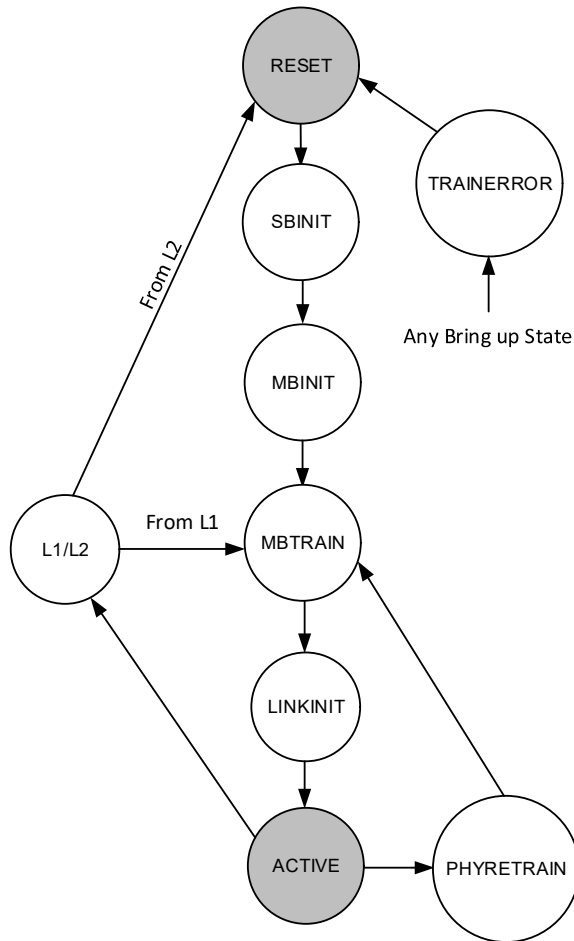 RESET
TRAINERROR
SBINIT
From L2
Any Bring up State
MBINIT
From L1
L1/L2
MBTRAIN
LINKINIT
ACTIVE
PHYRETRAIN